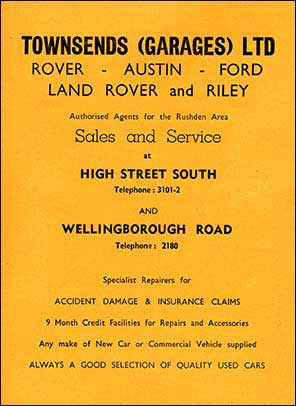 TOWNSENDS (GARAGES) LTD
ROVER - AUSTIN - FORD
LAND ROVER and RILEY
Authorised Agents for the Rushden Area
Sales and Service
at
HIGH STREET SOUTH
Telephone: 3101-2
AND
WELLINGBOROUGH ROAD
Telephone: 2180
Specialist Repairers for
ACCIDENT DAMAGE & INSURANCE CLAIMS
9 Month Credit Facilities for Repairs and Accessories
Any make of New Car or Commercial Vehicle supplied
ALWAYS A GOOD SELECTION OF QUALITY USED CARS